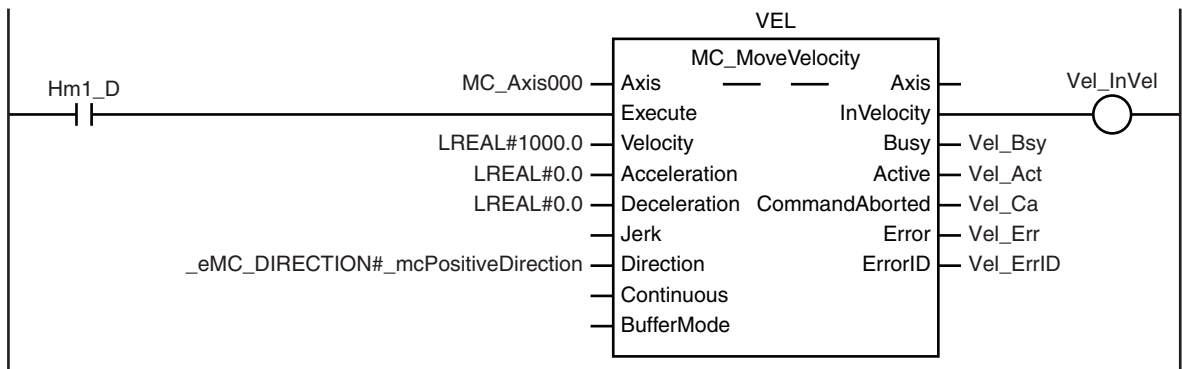 VEL
MC_MoveVelocity
MC_Axis000 Axis Axis
Hm1_D Execute InVelocity Vel_InVel
LREAL#1000.0 Velocity Busy Vel_Bsy
LREAL#0.0 Acceleration Active Vel_Act
LREAL#0.0 Deceleration CommandAborted Vel_Ca
Jerk Error Vel_Err
_eMC_DIRECTION#_mcPositiveDirection Direction ErrorID Vel_ErrID
Continuous
BufferMode